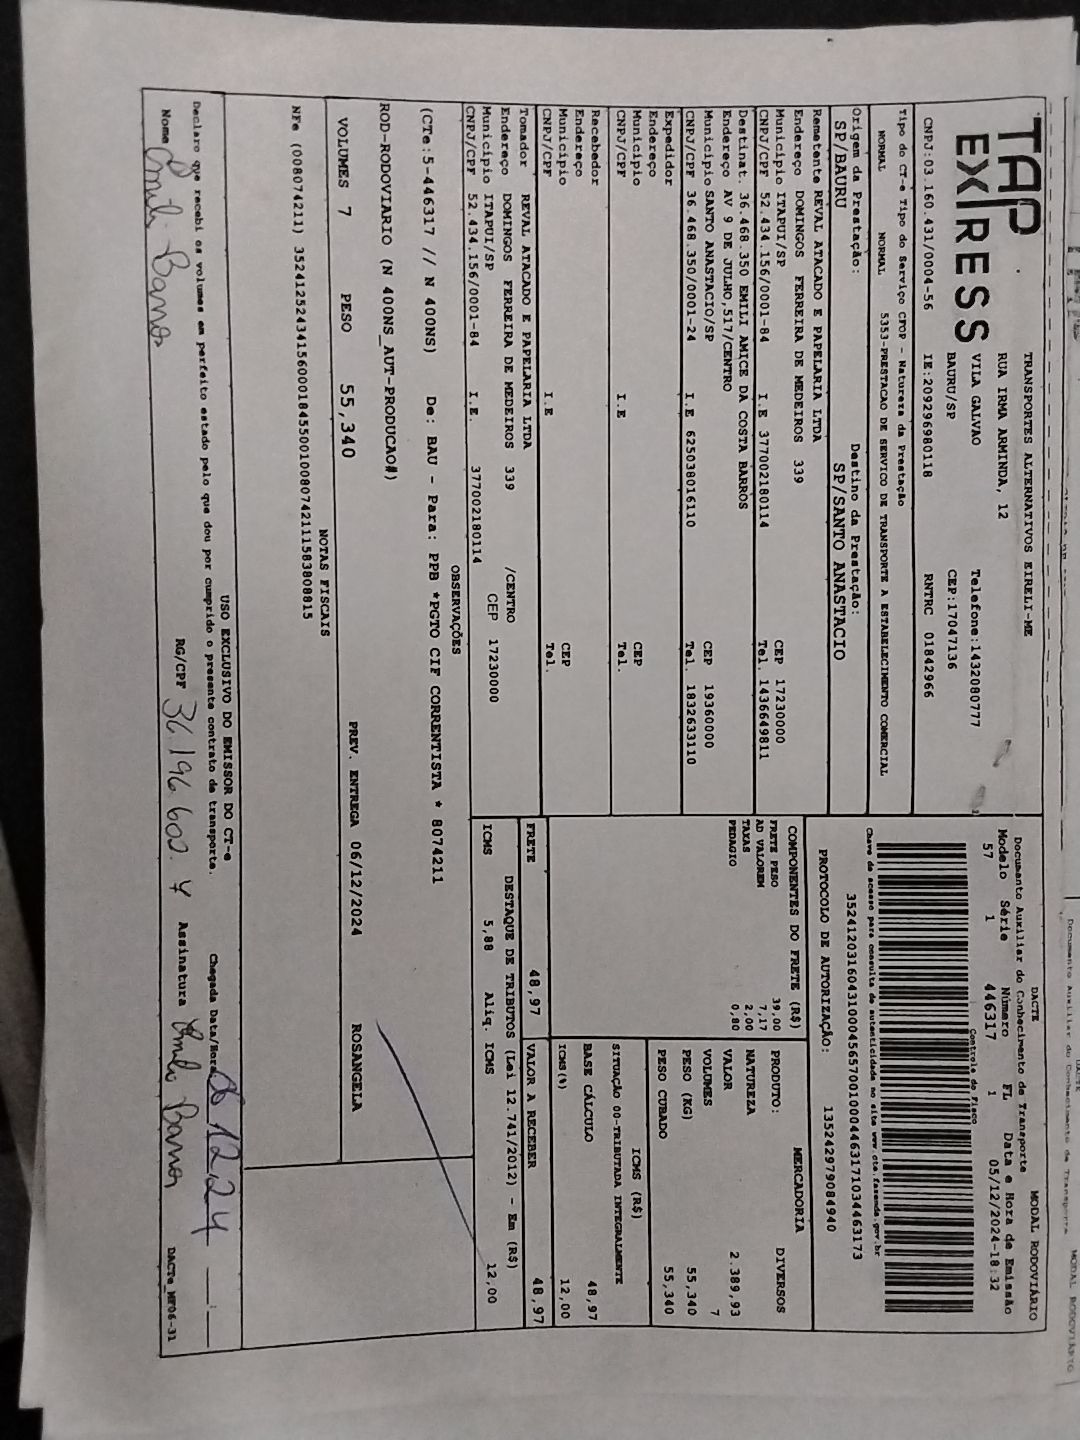 TAP EXPRESS
TRANSPORTES ALTERNATIVOS EIRELI-ME
RUA IRMA ARMINDA, 12
VILA GALVAO Telefone:1432080777
BAURU/SP CEP:17047136
CNPJ:03.160.431/0004-56 IE:209296980118 RNTRC 01842966
Tipo do CT-e Tipo do Serviço CFOP - Natureza da Prestação
NORMAL NORMAL 5353-PRESTACAO DE SERVICO DE TRANSPORTE A ESTABELECIMENTO COMERCIAL
Origem da Prestação: Destino da Prestação:
SP/BAURU SP/SANTO ANASTACIO
Remetente REVAL ATACADO E PAPELARIA LTDA
Endereço DOMINGOS FERREIRA DE MEDEIROS 339
Municipio ITAPUI/SP CEP 17230000
CNPJ/CPF 52.434.156/0001-84 I.E 377002180114 Tel. 1436649811
Destinat. 36.468.350 EMILI AMICE DA COSTA BARROS
Endereço AV 9 DE JULHO,517/CENTRO
Municipio SANTO ANASTACIO/SP CEP 19360000
CNPJ/CPF 36.468.350/0001-24 I.E 625038016110 Tel. 1832633110
Expedidor
Endereço
Municipio CEP
CNPJ/CPF I.E Tel.
Recebedor
Endereço
Municipio CEP
CNPJ/CPF I.E Tel.
Tomador REVAL ATACADO E PAPELARIA LTDA
Endereço DOMINGOS FERREIRA DE MEDEIROS 339 /CENTRO
Municipio ITAPUI/SP CEP 17230000
CNPJ/CPF 52.434.156/0001-84 I.E. 377002180114
DACTE MODAL RODOVIÁRIO
Documento Auxiliar do Conhecimento de Transporte
Modelo Série Número FL Data e Hora de Emissão
57 1 446317 1 05/12/2024-18:32
Controle do Fisco
Chave de acesso para consulta de autenticidade no site www.cte.fazenda.gov.br
35241203160431000456570010004463171034463173
PROTOCOLO DE AUTORIZAÇÃO: 135242979084940
COMPONENTES DO FRETE (R$)
FRETE PESO 39,00
AD VALOREM 7,17
TAXAS 2,00
PEDAGIO 0,80
MERCADORIA
PRODUTO: DIVERSOS
NATUREZA
VALOR 2.389,93
VOLUMES 7
PESO (KG) 55,340
PESO CUBADO 55,340
ICMS (R$)
SITUAÇÃO 00-TRIBUTADA INTEGRALMENTE
BASE CÁLCULO 48,97
ICMS(%) 12,00
FRETE 48,97 VALOR A RECEBER 48,97
DESTAQUE DE TRIBUTOS (Lei 12.741/2012) - Em (R$)
ICMS 5,88 Aliq. ICMS 12,00
OBSERVAÇÕES
(CTe:5-446317 // N 400NS) De: BAU - Para: PPB *PGTO CIF CORRENTISTA * 8074211
ROD-RODOVIARIO (N 400NS_AUT-PRODUCAO#)
VOLUMES 7 PESO 55,340 PREV. ENTREGA 06/12/2024 ROSANGELA
NOTAS FISCAIS
NFe (008074211) 35241252434156000184550010080742111583808815
USO EXCLUSIVO DO EMISSOR DO CT-e
Declaro que recebi os volumes em perfeito estado pelo que dou por cumprido o presente contrato de transporte. Chegada Data/Hora 12,24
Nome Emili Barros RG/CPF Assinatura Emili Barros DACTe_MF06-31